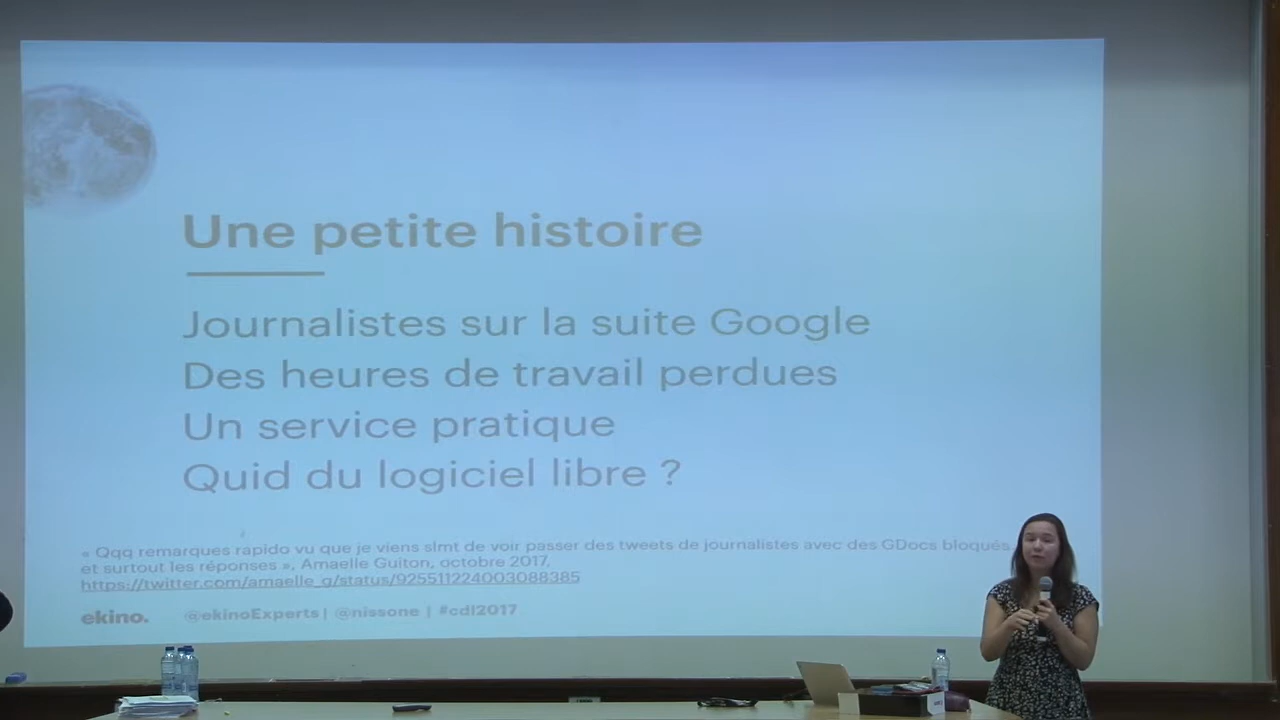 Une petite histoire
Journalistes sur la suite Google
Des heures de travail perdues
Un service pratique
Quid du logiciel libre ?
« Qqq remarques rapido vu que je viens slmt de voir passer des tweets de journalistes avec des GDocs bloqués,
et surtout les réponses », Amaelle Guiton, octobre 2017,
https://twitter.com/amaelle_g/status/925511224003088385
ekino. @ekinoExperts | @nissone | #cdl2017